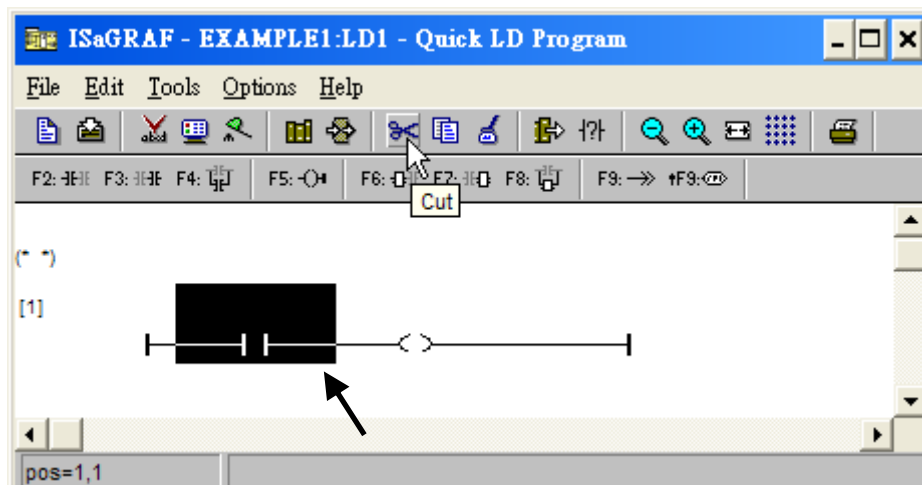 ISaGRAF - EXAMPLE1:LD1 - Quick LD Program
File Edit Tools Options Help
F2: F3: F4: F5: F6: F7: F8: F9: F9:
Cut
(* *)
[1]
pos=1,1